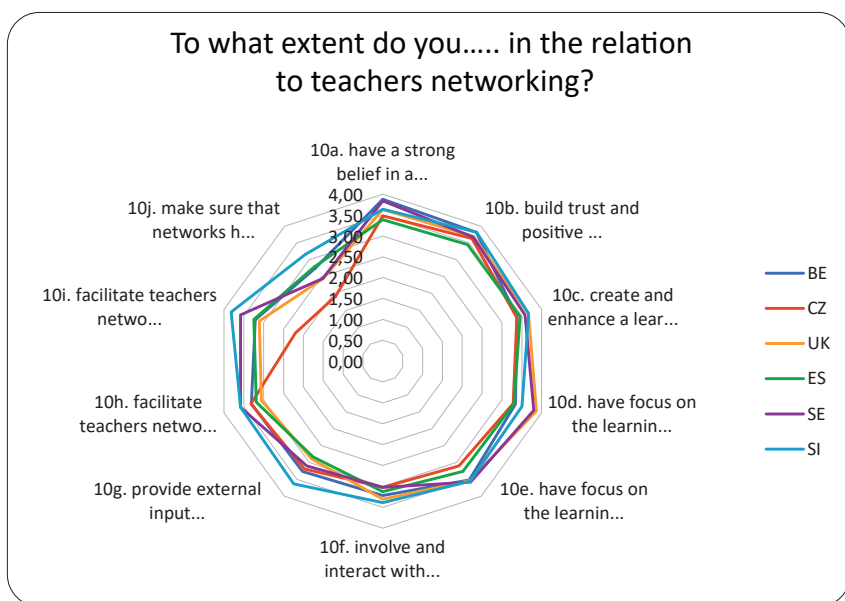 To what extent do you….. in the relation
to teachers networking?
10a. have a strong
belief in a...
10b. build trust and
positive ...
10c. create and
enhance a lear...
10d. have focus on
the learnin...
10e. have focus on
the learnin...
10f. involve and
interact with...
10g. provide external
input...
10h. facilitate
teachers netwo...
10i. facilitate teachers
netwo...
10j. make sure that
networks h...
4,00
3,50
3,00
2,50
2,00
1,50
1,00
0,50
0,00
BE
CZ
UK
ES
SE
SI